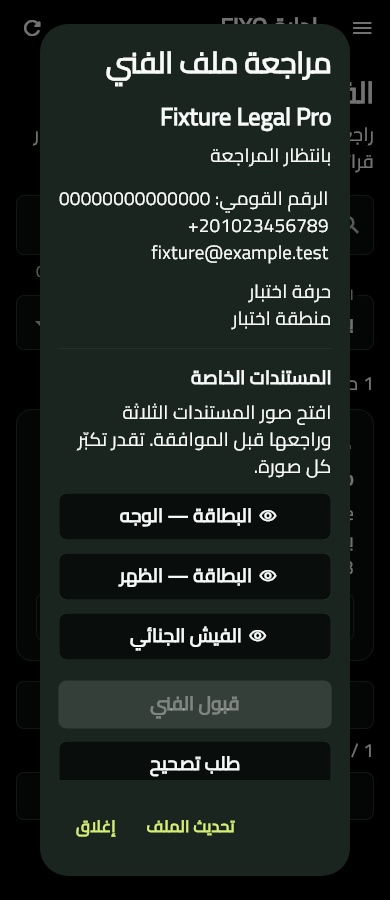 إدارة FIXO
مراجعة ملف الفني
Fixture Legal Pro
بانتظار المراجعة
الرقم القومي: 00000000000000
+201023456789
fixture@example.test
حرفة اختبار
منطقة اختبار
المستندات الخاصة
افتح صور المستندات الثلاثة
وراجعها قبل الموافقة. تقدر تكبّر
كل صورة.
البطاقة — الوجه
البطاقة — الظهر
الفيش الجنائي
قبول الفني
طلب تصحيح
تحديث الملف
إغلاق